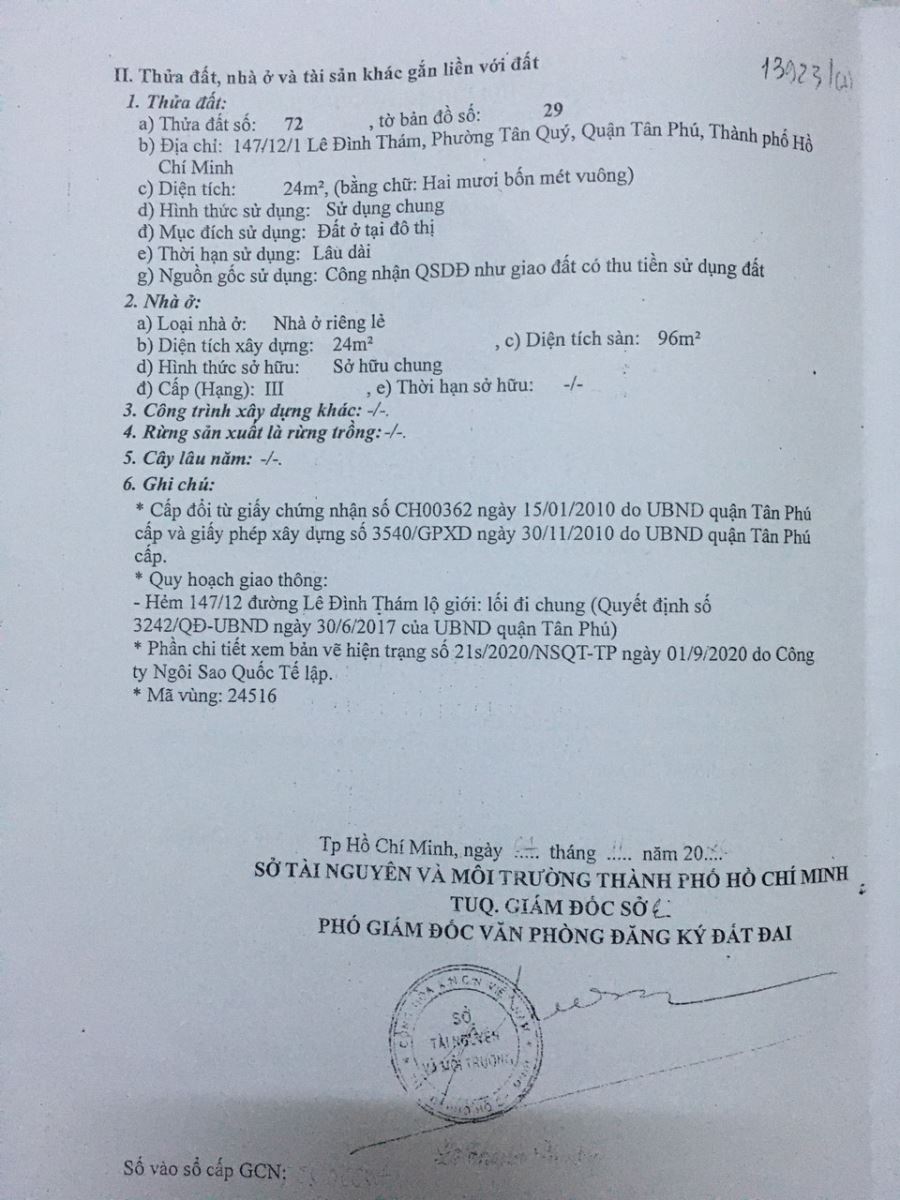 13923/(a)
II. Thửa đất, nhà ở và tài sản khác gắn liền với đất
1. Thửa đất:
a) Thửa đất số: 72 , tờ bản đồ số: 29
b) Địa chỉ: 147/12/1 Lê Đình Thám, Phường Tân Quý, Quận Tân Phú, Thành phố Hồ
Chí Minh
c) Diện tích: 24m², (bằng chữ: Hai mươi bốn mét vuông)
d) Hình thức sử dụng: Sử dụng chung
đ) Mục đích sử dụng: Đất ở tại đô thị
e) Thời hạn sử dụng: Lâu dài
g) Nguồn gốc sử dụng: Công nhận QSDĐ như giao đất có thu tiền sử dụng đất
2. Nhà ở:
a) Loại nhà ở: Nhà ở riêng lẻ
b) Diện tích xây dựng: 24m² , c) Diện tích sàn: 96m²
d) Hình thức sở hữu: Sở hữu chung
đ) Cấp (Hạng): III , e) Thời hạn sở hữu: -/-
3. Công trình xây dựng khác: -/-.
4. Rừng sản xuất là rừng trồng: -/-.
5. Cây lâu năm: -/-.
6. Ghi chú:
* Cấp đổi từ giấy chứng nhận số CH00362 ngày 15/01/2010 do UBND quận Tân Phú
cấp và giấy phép xây dựng số 3540/GPXD ngày 30/11/2010 do UBND quận Tân Phú
cấp.
* Quy hoạch giao thông:
- Hẻm 147/12 đường Lê Đình Thám lộ giới: lối đi chung (Quyết định số
3242/QĐ-UBND ngày 30/6/2017 của UBND quận Tân Phú)
* Phần chi tiết xem bản vẽ hiện trạng số 21s/2020/NSQT-TP ngày 01/9/2020 do Công
ty Ngôi Sao Quốc Tế lập.
* Mã vùng: 24516
Tp Hồ Chí Minh, ngày ..... tháng ..... năm 20....
SỞ TÀI NGUYÊN VÀ MÔI TRƯỜNG THÀNH PHỐ HỒ CHÍ MINH
TUQ. GIÁM ĐỐC SỞ
PHÓ GIÁM ĐỐC VĂN PHÒNG ĐĂNG KÝ ĐẤT ĐAI
SỞ
TÀI NGUYÊN
VÀ MÔI TRƯỜNG
Số vào sổ cấp GCN: